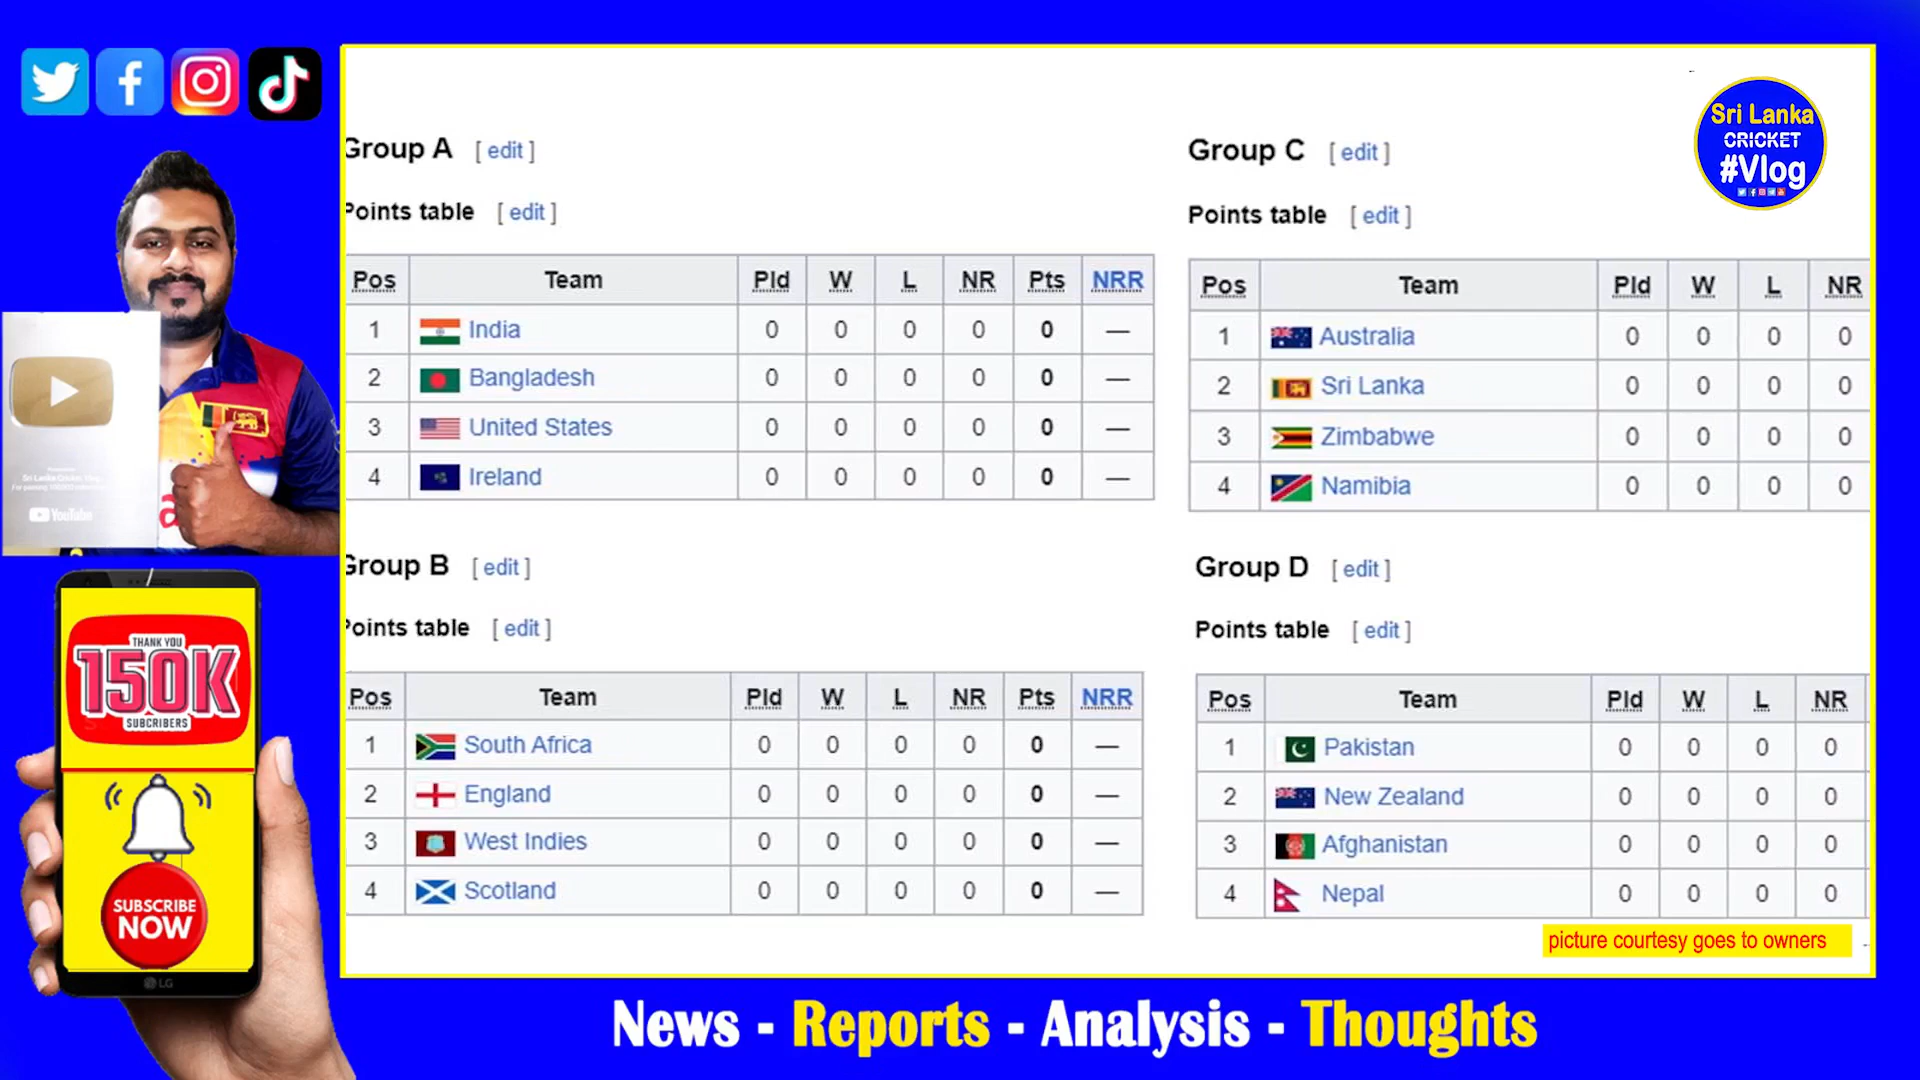 Group A [ edit ]
Points table [ edit ]
Pos Team Pld W L NR Pts NRR
1 India 0 0 0 0 0 —
2 Bangladesh 0 0 0 0 0 —
3 United States 0 0 0 0 0 —
4 Ireland 0 0 0 0 0 —
Group B [ edit ]
Points table [ edit ]
Pos Team Pld W L NR Pts NRR
1 South Africa 0 0 0 0 0 —
2 England 0 0 0 0 0 —
3 West Indies 0 0 0 0 0 —
4 Scotland 0 0 0 0 0 —
Group C [ edit ]
Points table [ edit ]
Pos Team Pld W L NR
1 Australia 0 0 0 0
2 Sri Lanka 0 0 0 0
3 Zimbabwe 0 0 0 0
4 Namibia 0 0 0 0
Group D [ edit ]
Points table [ edit ]
Pos Team Pld W L NR
1 Pakistan 0 0 0 0
2 New Zealand 0 0 0 0
3 Afghanistan 0 0 0 0
4 Nepal 0 0 0 0
Sri Lanka
CRICKET
#Vlog
picture courtesy goes to owners
Sri Lanka Cricket Vlog
YouTube
THANK YOU
150K
SUBCRIBERS
SUBSCRIBE
NOW
LG
News - Reports - Analysis - Thoughts